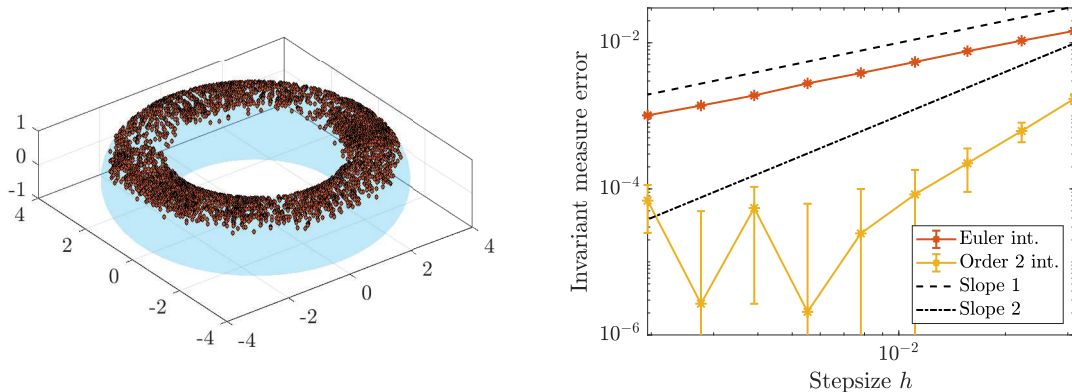 1
0
-1
4
2
0
-2
-4
-4
-2
0
2
4
Invariant measure error
10^-2
10^-4
10^-6
10^-2
Stepsize h
Euler int.
Order 2 int.
Slope 1
Slope 2